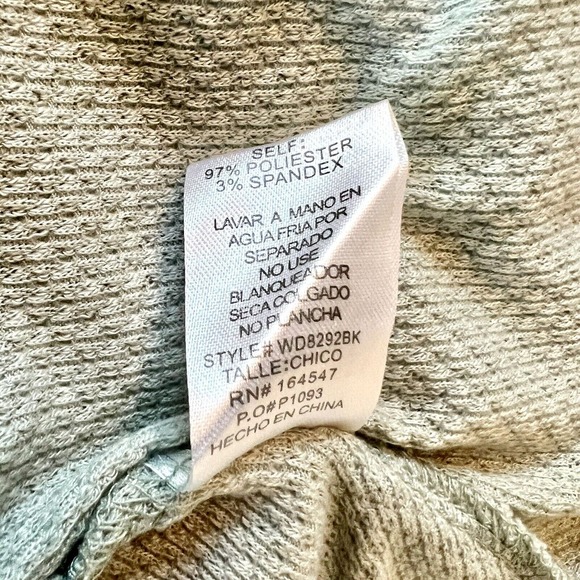 SELF:
97% POLIESTER
3% SPANDEX
LAVAR A MANO EN
AGUA FRIA POR
SEPARADO
NO USE
BLANQUEADOR
SECA COLGADO
NO PLANCHA
STYLE# WD8292BK
TALLE:CHICO
RN# 164547
P.O#P1093
HECHO EN CHINA